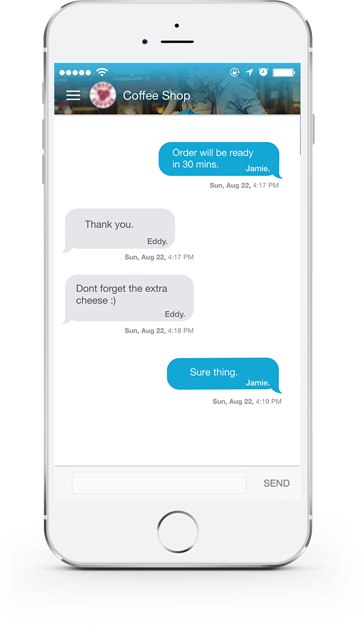 Coffee Shop
Order will be ready
in 30 mins.
Jamie.
Sun, Aug 22, 4:17 PM
Thank you.
Eddy.
Sun, Aug 22, 4:17 PM
Dont forget the extra
cheese :)
Eddy.
Sun, Aug 22, 4:18 PM
Sure thing.
Jamie.
Sun, Aug 22, 4:19 PM
SEND